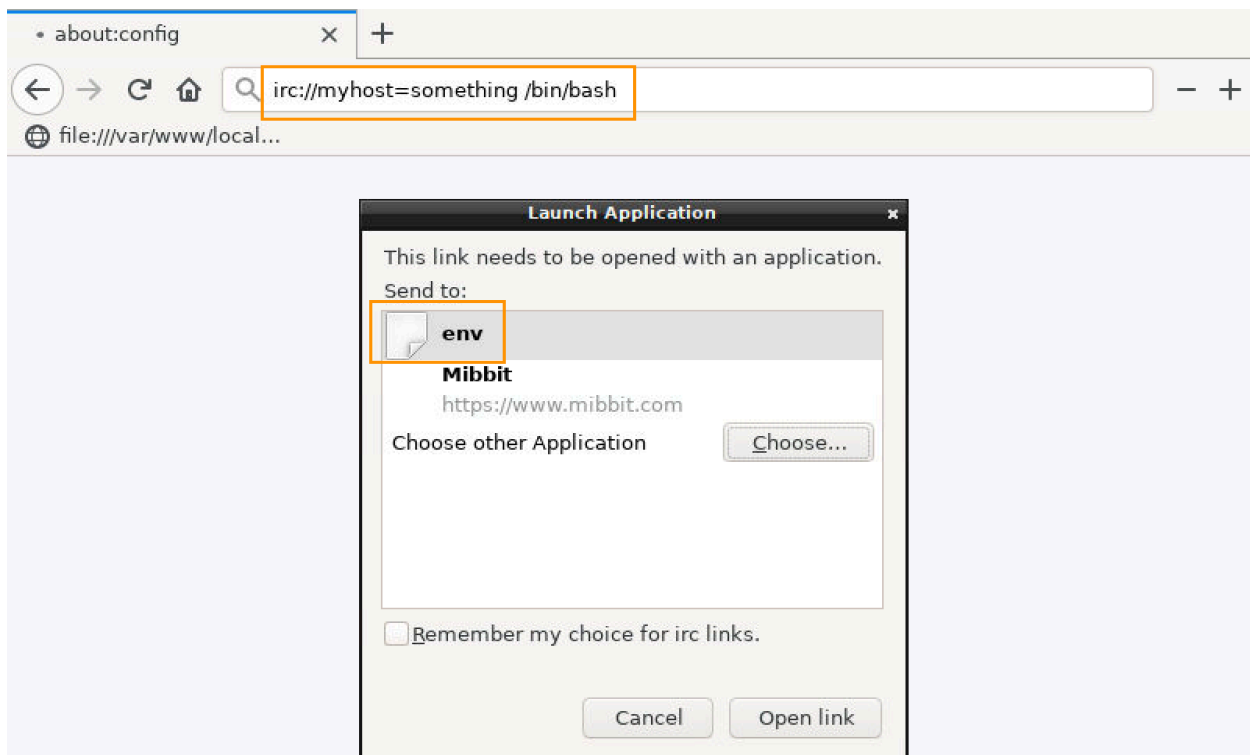 about:config
irc://myhost=something /bin/bash
file:///var/www/local...
Launch Application
This link needs to be opened with an application.
Send to:
env
Mibbit
https://www.mibbit.com
Choose other Application
Choose...
Remember my choice for irc links.
Cancel
Open link